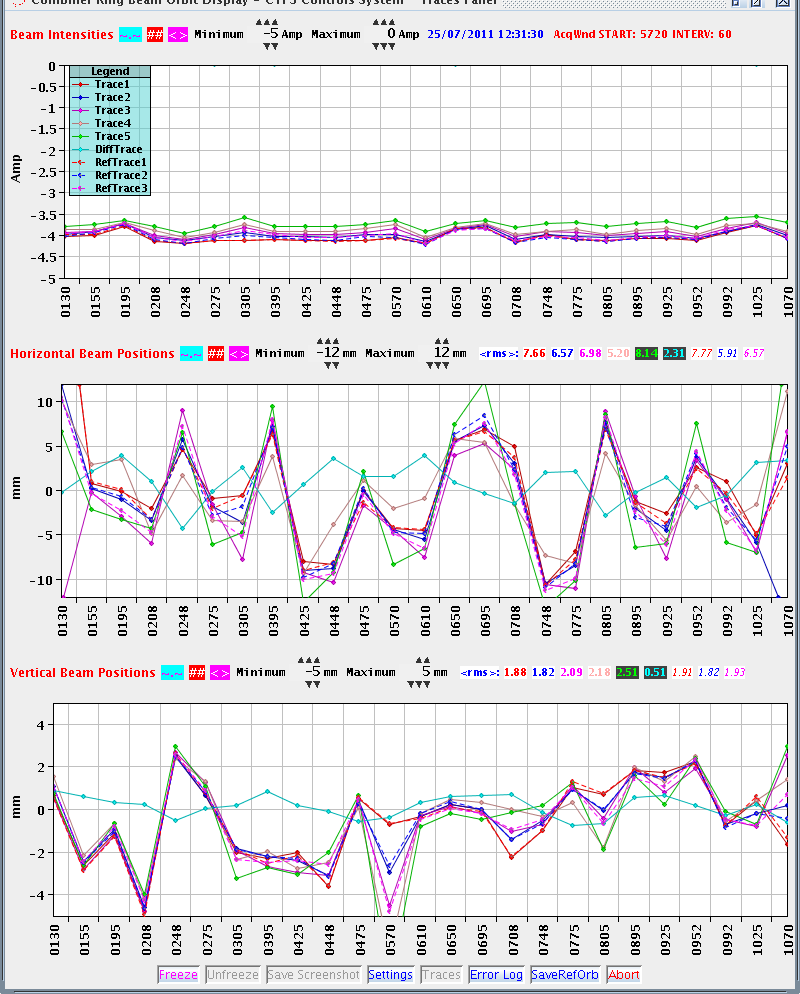 Combiner Ring Beam Orbit Display - CTF3 Controls System - Traces Panel
Beam Intensities ~.~ ## <> Minimum -5 Amp Maximum 0 Amp 25/07/2011 12:31:30 AcqWnd START: 5720 INTERV: 60
Legend
Trace1
Trace2
Trace3
Trace4
Trace5
DiffTrace
RefTrace1
RefTrace2
RefTrace3
Amp
0
-0.5
-1
-1.5
-2
-2.5
-3
-3.5
-4
-4.5
-5
0130 0155 0195 0208 0248 0275 0305 0395 0425 0448 0475 0570 0610 0650 0695 0708 0748 0775 0805 0895 0925 0952 0992 1025 1070
Horizontal Beam Positions ~.~ ## <> Minimum -12 mm Maximum 12 mm <rms>: 7.66 6.57 6.98 5.20 8.14 2.31 7.77 5.91 6.57
mm
10
5
0
-5
-10
0130 0155 0195 0208 0248 0275 0305 0395 0425 0448 0475 0570 0610 0650 0695 0708 0748 0775 0805 0895 0925 0952 0992 1025 1070
Vertical Beam Positions ~.~ ## <> Minimum -5 mm Maximum 5 mm <rms>: 1.88 1.82 2.09 2.18 2.51 0.51 1.91 1.82 1.93
mm
4
2
0
-2
-4
0130 0155 0195 0208 0248 0275 0305 0395 0425 0448 0475 0570 0610 0650 0695 0708 0748 0775 0805 0895 0925 0952 0992 1025 1070
Freeze Unfreeze Save Screenshot Settings Traces Error Log SaveRefOrb Abort